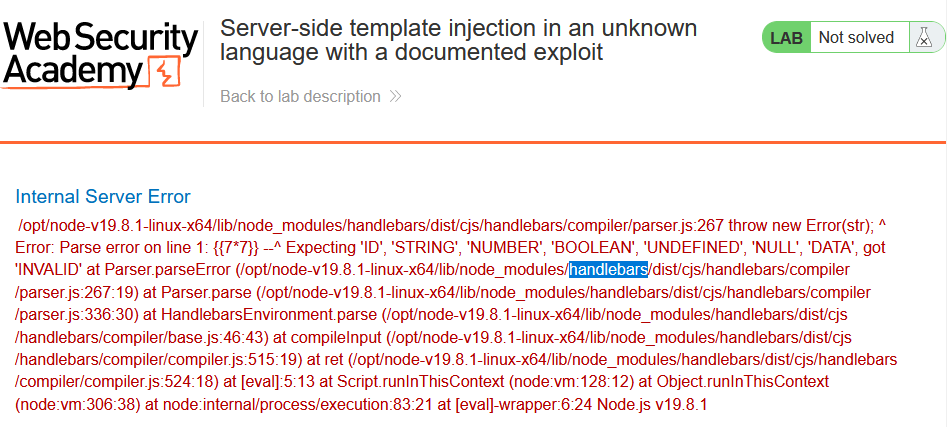 Web Security
Academy
Server-side template injection in an unknown
language with a documented exploit
Back to lab description
LAB Not solved
Internal Server Error
/opt/node-v19.8.1-linux-x64/lib/node_modules/handlebars/dist/cjs/handlebars/compiler/parser.js:267 throw new Error(str); ^
Error: Parse error on line 1: {{7*7}} --^ Expecting 'ID', 'STRING', 'NUMBER', 'BOOLEAN', 'UNDEFINED', 'NULL', 'DATA', got
'INVALID' at Parser.parseError (/opt/node-v19.8.1-linux-x64/lib/node_modules/handlebars/dist/cjs/handlebars/compiler
/parser.js:267:19) at Parser.parse (/opt/node-v19.8.1-linux-x64/lib/node_modules/handlebars/dist/cjs/handlebars/compiler
/parser.js:336:30) at HandlebarsEnvironment.parse (/opt/node-v19.8.1-linux-x64/lib/node_modules/handlebars/dist/cjs
/handlebars/compiler/base.js:46:43) at compileInput (/opt/node-v19.8.1-linux-x64/lib/node_modules/handlebars/dist/cjs
/handlebars/compiler/compiler.js:515:19) at ret (/opt/node-v19.8.1-linux-x64/lib/node_modules/handlebars/dist/cjs/handlebars
/compiler/compiler.js:524:18) at [eval]:5:13 at Script.runInThisContext (node:vm:128:12) at Object.runInThisContext
(node:vm:306:38) at node:internal/process/execution:83:21 at [eval]-wrapper:6:24 Node.js v19.8.1